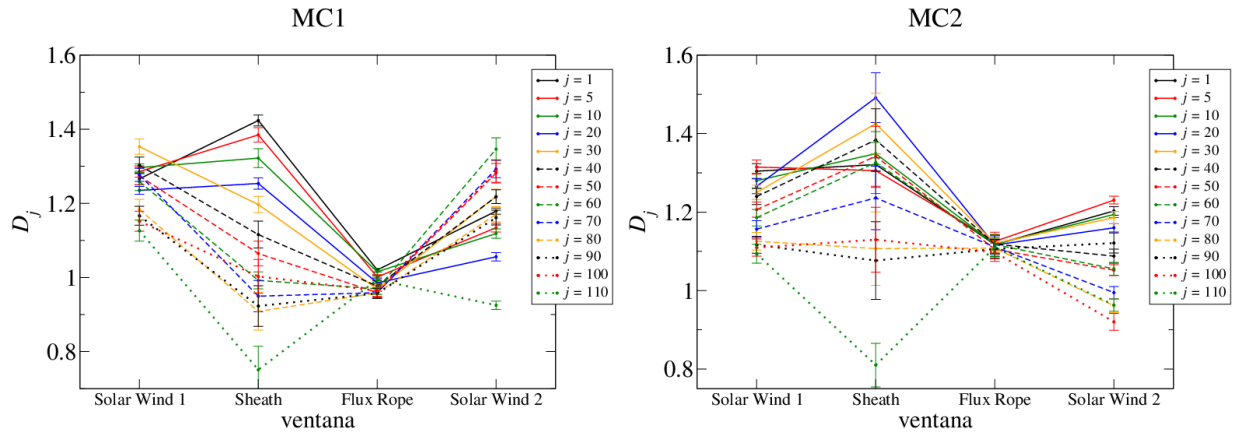 MC1
D_j
1.6
1.4
1.2
1
0.8
Solar Wind 1 Sheath Flux Rope Solar Wind 2
ventana
j = 1
j = 5
j = 10
j = 20
j = 30
j = 40
j = 50
j = 60
j = 70
j = 80
j = 90
j = 100
j = 110
MC2
D_j
1.6
1.4
1.2
1
0.8
Solar Wind 1 Sheath Flux Rope Solar Wind 2
ventana
j = 1
j = 5
j = 10
j = 20
j = 30
j = 40
j = 50
j = 60
j = 70
j = 80
j = 90
j = 100
j = 110